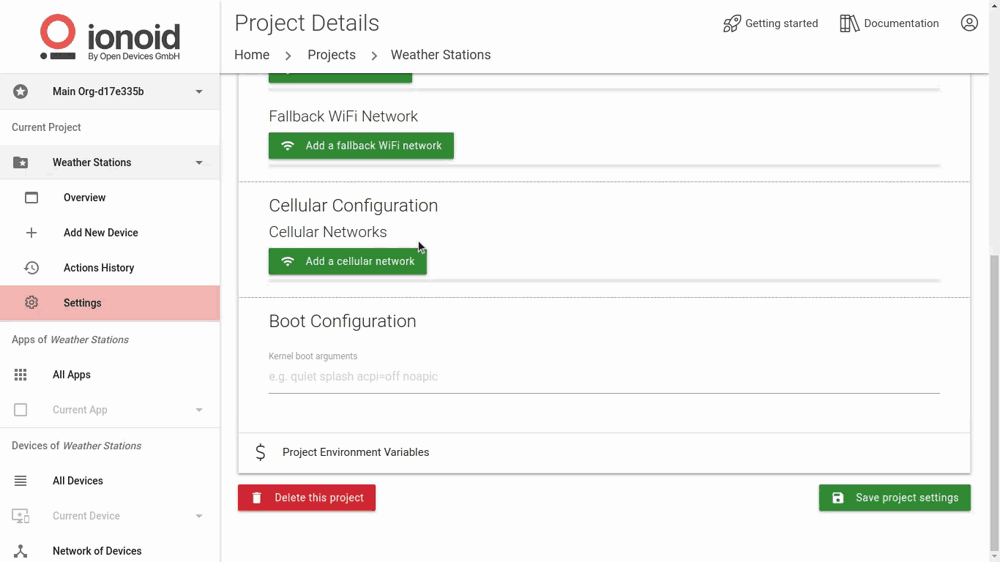 ionoid
By Open Devices GmbH
Project Details
Getting started
Documentation
Home > Projects > Weather Stations
Main Org-d17e335b
Current Project
Weather Stations
Overview
Add New Device
Actions History
Settings
Apps of Weather Stations
All Apps
Current App
Devices of Weather Stations
All Devices
Current Device
Network of Devices
Fallback WiFi Network
Add a fallback WiFi network
Cellular Configuration
Cellular Networks
Add a cellular network
Boot Configuration
Kernel boot arguments
e.g. quiet splash acpi=off noapic
$ Project Environment Variables
Delete this project
Save project settings